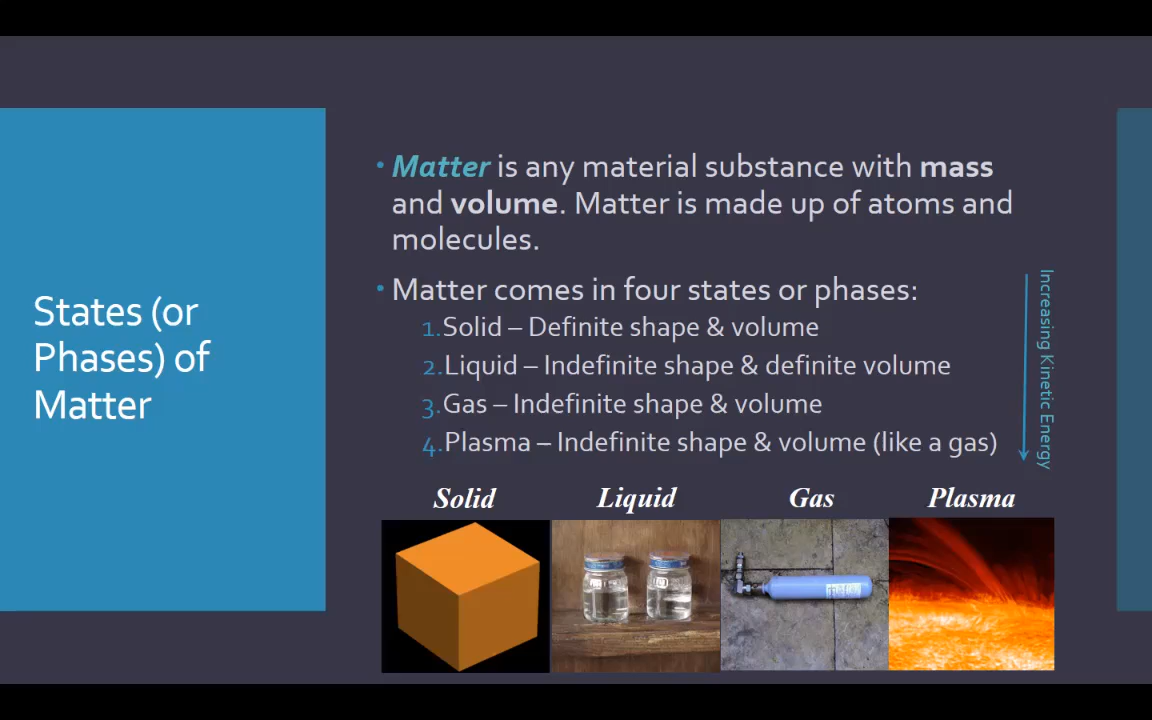 States (or
Phases) of
Matter
• Matter is any material substance with mass
and volume. Matter is made up of atoms and
molecules.
• Matter comes in four states or phases:
1. Solid – Definite shape & volume
2. Liquid – Indefinite shape & definite volume
3. Gas – Indefinite shape & volume
4. Plasma – Indefinite shape & volume (like a gas)
Increasing Kinetic Energy
Solid
Liquid
Gas
Plasma